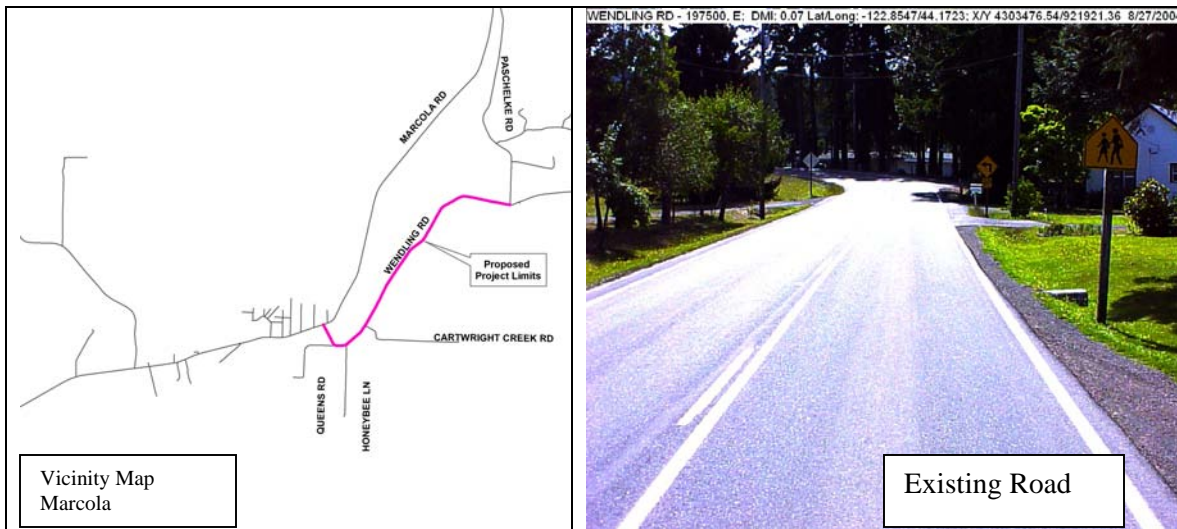 MARCOLA RD
PASCHELKE RD
WENDLING RD
Proposed
Project Limits
CARTWRIGHT CREEK RD
QUEENS RD
HONEYBEE LN
Vicinity Map
Marcola
WENDLING RD - 197500, E; DMI: 0.07 Lat/Long: -122.8547/44.1723; X/Y 4303476.54/921921.36 8/27/2004
Existing Road